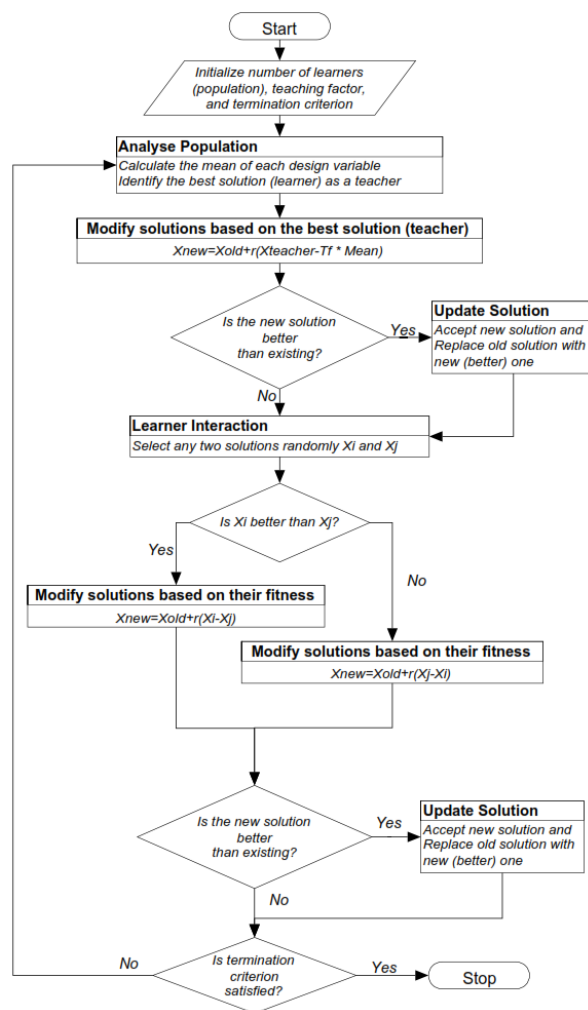 Start
Initialize number of learners
(population), teaching factor,
and termination criterion
Analyse Population
Calculate the mean of each design variable
Identify the best solution (learner) as a teacher
Modify solutions based on the best solution (teacher)
Xnew=Xold+r(Xteacher-Tf * Mean)
Is the new solution
better
than existing?
Yes
Update Solution
Accept new solution and
Replace old solution with
new (better) one
No
Learner Interaction
Select any two solutions randomly Xi and Xj
Is Xi better than Xj?
Yes
No
Modify solutions based on their fitness
Xnew=Xold+r(Xi-Xj)
Modify solutions based on their fitness
Xnew=Xold+r(Xj-Xi)
Is the new solution
better
than existing?
Yes
Update Solution
Accept new solution and
Replace old solution with
new (better) one
No
Is termination
criterion
satisfied?
No
Yes
Stop